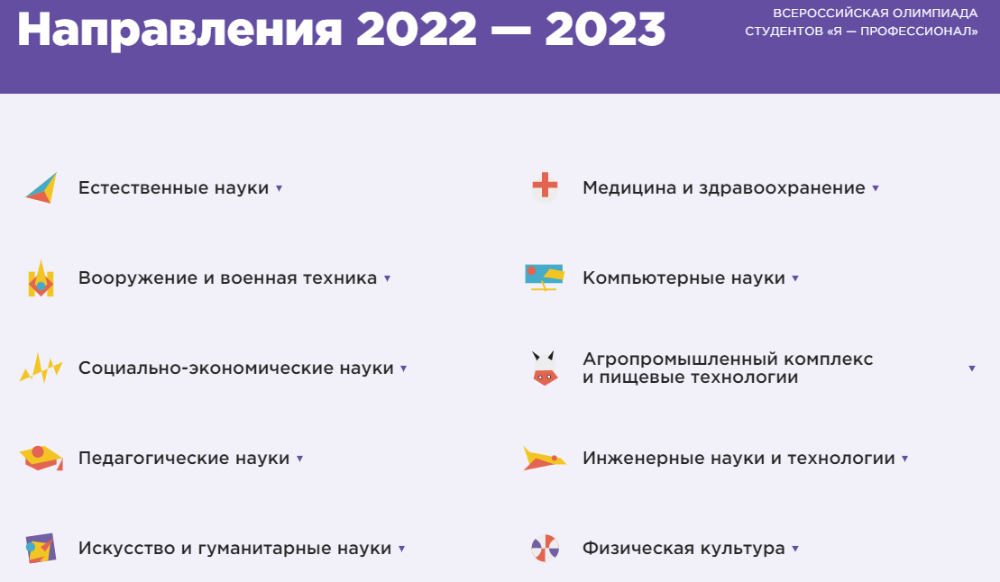 Направления 2022 — 2023
ВСЕРОССИЙСКАЯ ОЛИМПИАДА
СТУДЕНТОВ «Я — ПРОФЕССИОНАЛ»
Естественные науки
Медицина и здравоохранение
Вооружение и военная техника
Компьютерные науки
Социально-экономические науки
Агропромышленный комплекс
и пищевые технологии
Педагогические науки
Инженерные науки и технологии
Искусство и гуманитарные науки
Физическая культура